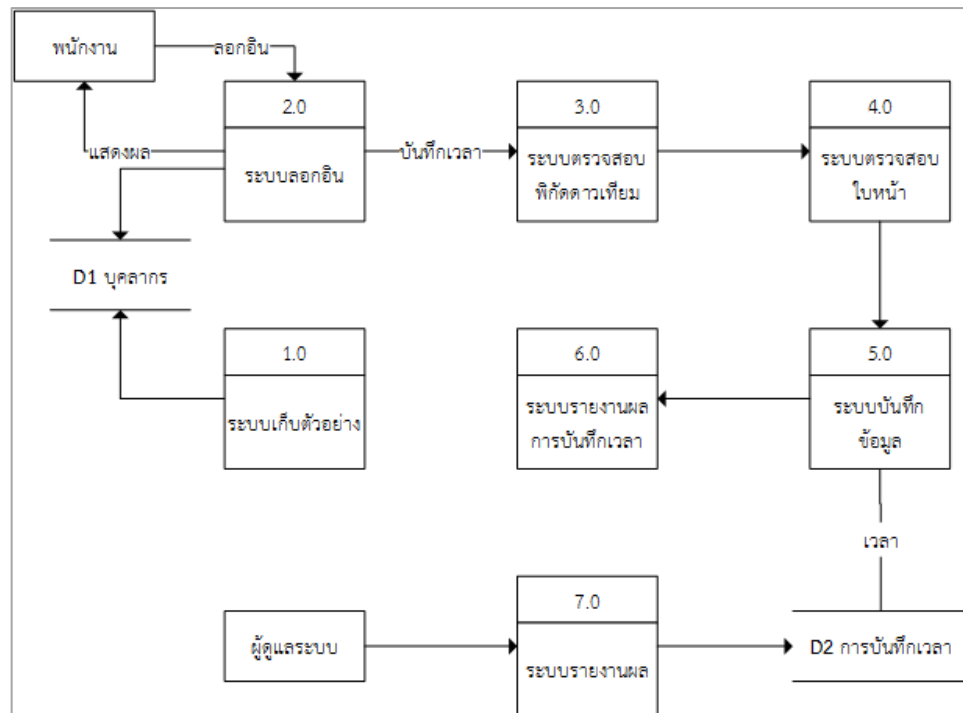 พนักงาน
ลอกอิน
2.0
3.0
4.0
แสดงผล
ระบบลอกอิน
บันทึกเวลา
ระบบตรวจสอบ
พิกัดดาวเทียม
ระบบตรวจสอบ
ใบหน้า
D1 บุคลากร
1.0
6.0
5.0
ระบบเก็บตัวอย่าง
ระบบรายงานผล
การบันทึกเวลา
ระบบบันทึก
ข้อมูล
เวลา
7.0
ผู้ดูแลระบบ
ระบบรายงานผล
D2 การบันทึกเวลา